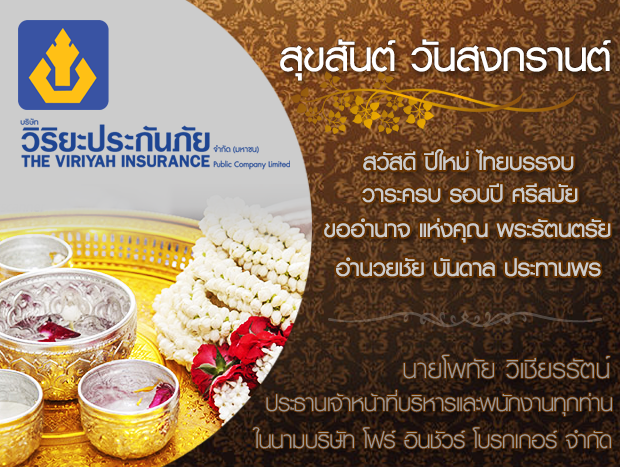 บริษัท
วิริยะประกันภัย จำกัด (มหาชน)
THE VIRIYAH INSURANCE Public Company Limited
สุขสันต์ วันสงกรานต์
สวัสดี ปีใหม่ ไทยบรรจบ
วาระครบ รอบปี ศรีสมัย
ขออำนาจ แห่งคุณ พระรัตนตรัย
อำนวยชัย บันดาล ประทานพร
นายโพทัย วิเชียรรัตน์
ประธานเจ้าหน้าที่บริหารและพนักงานทุกท่าน
ในนามบริษัท โฟร์ อินชัวร์ โบรกเกอร์ จำกัด